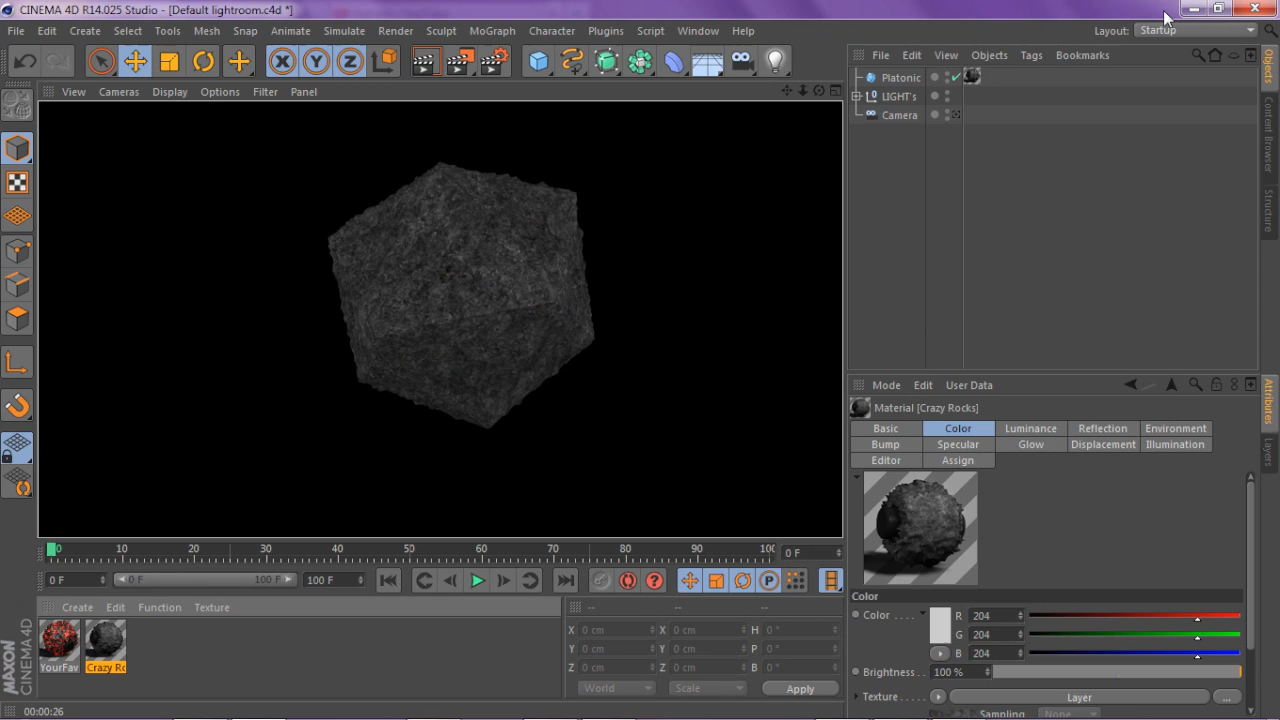 CINEMA 4D R14.025 Studio - [Default lightroom.c4d *]
File Edit Create Select Tools Mesh Snap Animate Simulate Render Sculpt MoGraph Character Plugins Script Window Help
Layout: Startup
X Y Z
File Edit View Objects Tags Bookmarks
View Cameras Display Options Filter Panel
Platonic
LIGHT's
Camera
Objects
Content Browser
Structure
Mode Edit User Data
Material [Crazy Rocks]
Basic Color Luminance Reflection Environment
Bump Specular Glow Displacement Illumination
Editor Assign
Attributes
Layers
0 10 20 30 40 50 60 70 80 90 100 0 F
0 F 0 F 100 F 100 F
P
Create Edit Function Texture
YourFav Crazy Ro
-- -- --
X 0 cm X 0 cm H 0 °
Y 0 cm Y 0 cm P 0 °
Z 0 cm Z 0 cm B 0 °
World Scale Apply
Color
Color . . . . R 204
G 204
B 204
Brightness . . 100 %
Texture . . . . . Layer ...
Sampling None
MAXON
CINEMA 4D
00:00:26